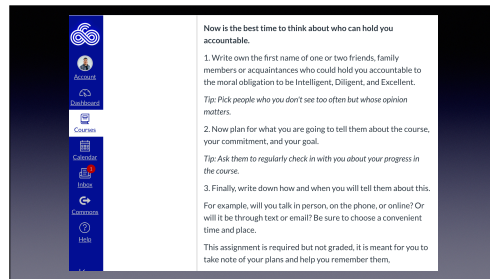 Now is the best time to think about who can hold you
accountable.
1. Write own the first name of one or two friends, family
members or acquaintances who could hold you accountable to
the moral obligation to be Intelligent, Diligent, and Excellent.
Tip: Pick people who you don't see too often but whose opinion
matters.
2. Now plan for what you are going to tell them about the course,
your commitment, and your goal.
Tip: Ask them to regularly check in with you about your progress in
the course.
3. Finally, write down how and when you will tell them about this.
For example, will you talk in person, on the phone, or online? Or
will it be through text or email? Be sure to choose a convenient
time and place.
This assignment is required but not graded, it is meant for you to
take note of your plans and help you remember them,
Account
Dashboard
Courses
Calendar
1
Inbox
Commons
Help